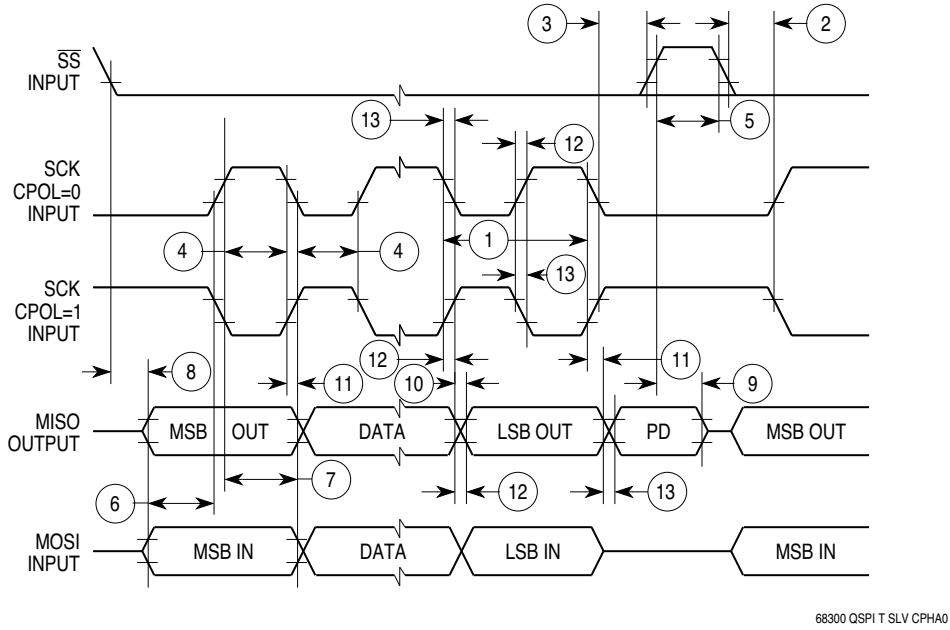 3
2
SS
INPUT
5
13
12
SCK
CPOL=0
INPUT
4
4
1
13
SCK
CPOL=1
INPUT
8
11
12
10
11
9
MISO
OUTPUT
MSB OUT
DATA
LSB OUT
PD
MSB OUT
6
7
12
13
MOSI
INPUT
MSB IN
DATA
LSB IN
MSB IN
68300 QSPI T SLV CPHA0